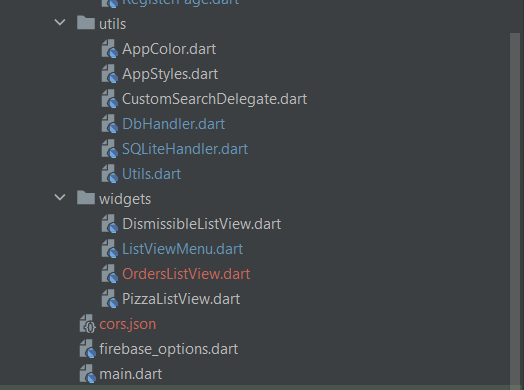 RegisterPage.dart
utils
AppColor.dart
AppStyles.dart
CustomSearchDelegate.dart
DbHandler.dart
SQLiteHandler.dart
Utils.dart
widgets
DismissibleListView.dart
ListViewMenu.dart
OrdersListView.dart
PizzaListView.dart
cors.json
firebase_options.dart
main.dart